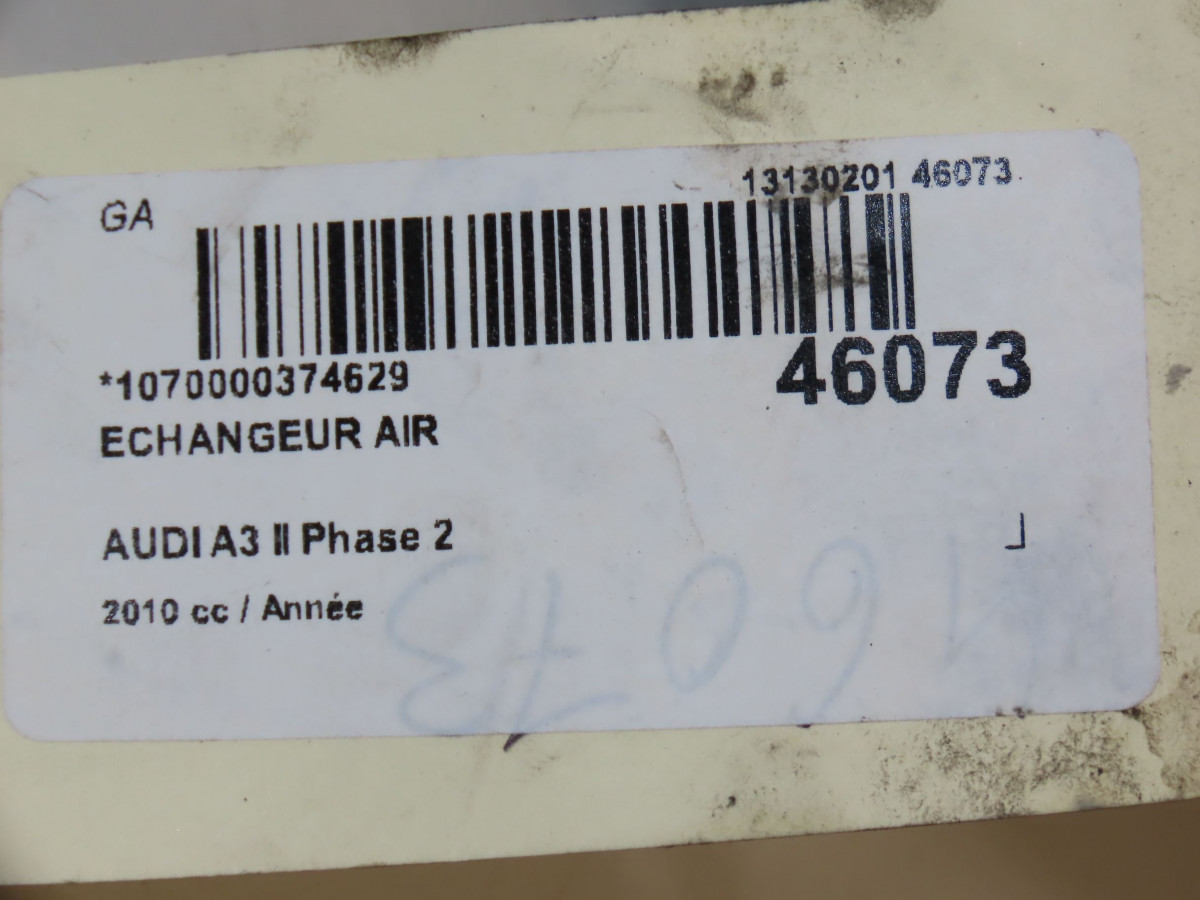 GA
13130201 46073
*1070000374629
46073
ECHANGEUR AIR
AUDI A3 II Phase 2
2010 cc / Année
46073